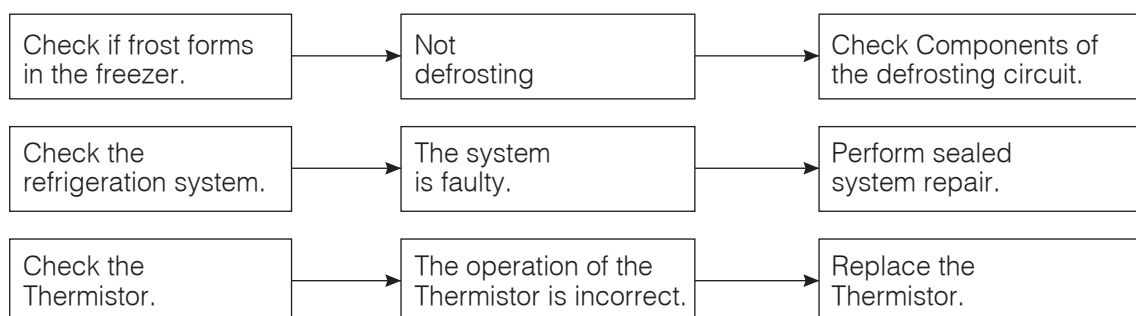 Check if frost forms
in the freezer.
Not
defrosting
Check Components of
the defrosting circuit.
Check the
refrigeration system.
The system
is faulty.
Perform sealed
system repair.
Check the
Thermistor.
The operation of the
Thermistor is incorrect.
Replace the
Thermistor.